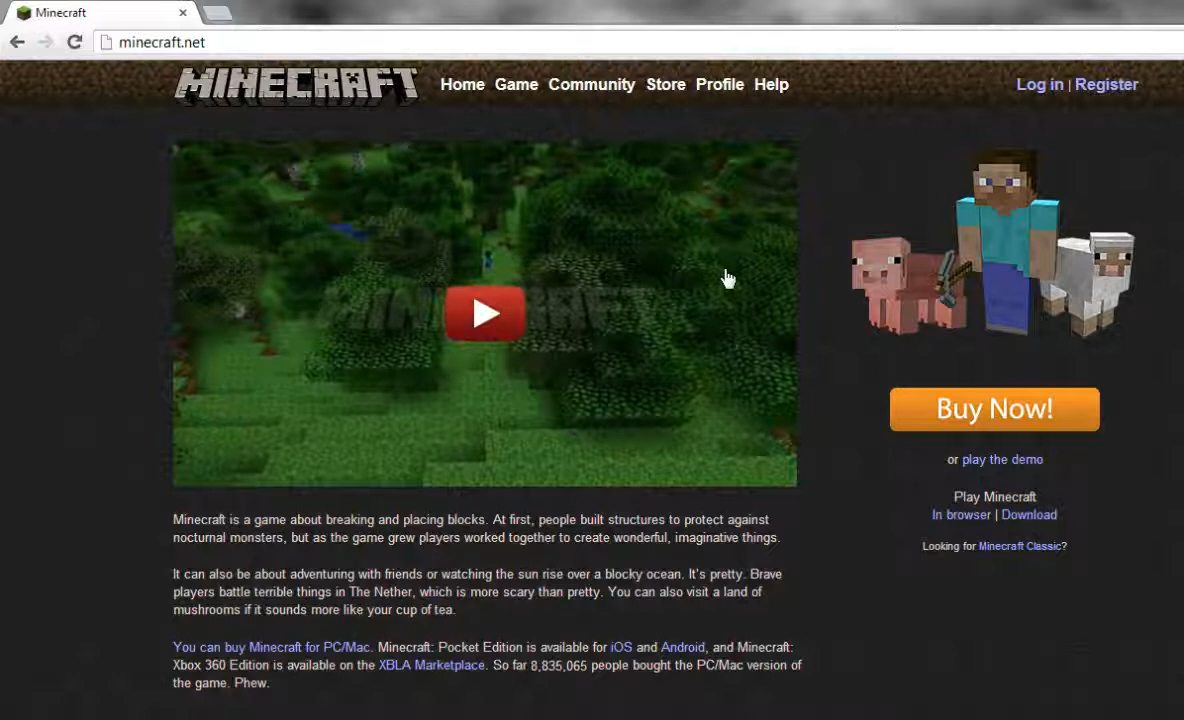 Minecraft
minecraft.net
MINECRAFT Home Game Community Store Profile Help Log in | Register
MINECRAFT
Buy Now!
or play the demo
Play Minecraft
In browser | Download
Looking for Minecraft Classic?
Minecraft is a game about breaking and placing blocks. At first, people built structures to protect against
nocturnal monsters, but as the game grew players worked together to create wonderful, imaginative things.
It can also be about adventuring with friends or watching the sun rise over a blocky ocean. It's pretty. Brave
players battle terrible things in The Nether, which is more scary than pretty. You can also visit a land of
mushrooms if it sounds more like your cup of tea.
You can buy Minecraft for PC/Mac. Minecraft: Pocket Edition is available for iOS and Android, and Minecraft:
Xbox 360 Edition is available on the XBLA Marketplace. So far 8,835,065 people bought the PC/Mac version of
the game. Phew.